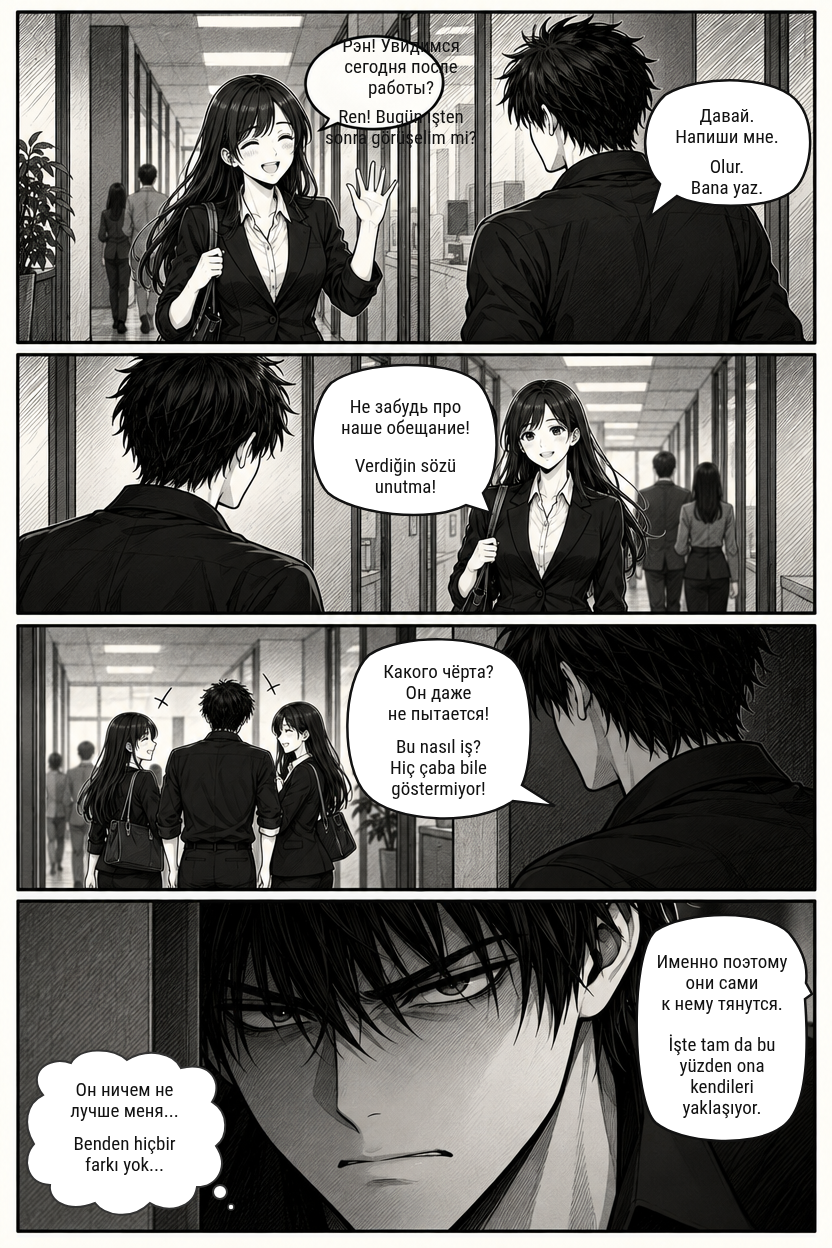 Рэн! Увидимся
сегодня после
работы?
Ren! Bugün işten
sonra görüşelim mi?
Давай.
Напиши мне.
Olur.
Bana yaz.
Не забудь про
наше обещание!
Verdiğin sözü
unutma!
Какого чёрта?
Он даже
не пытается!
Bu nasıl iş?
Hiç çaba bile
göstermiyor!
Именно поэтому
они сами
к нему тянутся.
İşte tam da bu
yüzden ona
kendileri
yaklaşıyor.
Он ничем не
лучше меня...
Benden hiçbir
farkı yok...